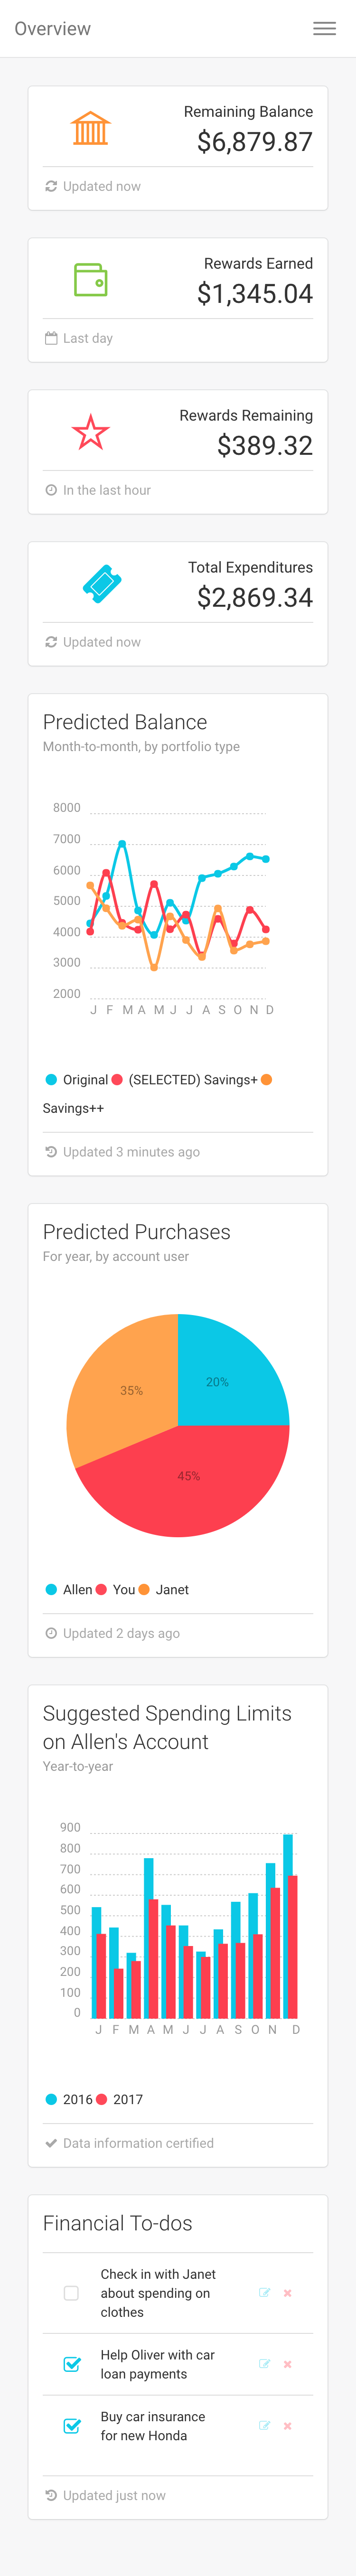 Overview
Remaining Balance
$6,879.87
Updated now
Rewards Earned
$1,345.04
Last day
Rewards Remaining
$389.32
In the last hour
Total Expenditures
$2,869.34
Updated now
Predicted Balance
Month-to-month, by portfolio type
8000
7000
6000
5000
4000
3000
2000
J F M A M J J A S O N D
Original (SELECTED) Savings+
Savings++
Updated 3 minutes ago
Predicted Purchases
For year, by account user
20%
35%
45%
Allen You Janet
Updated 2 days ago
Suggested Spending Limits
on Allen's Account
Year-to-year
900
800
700
600
500
400
300
200
100
0
J F M A M J J A S O N D
2016 2017
Data information certified
Financial To-dos
Check in with Janet
about spending on
clothes
Help Oliver with car
loan payments
Buy car insurance
for new Honda
Updated just now